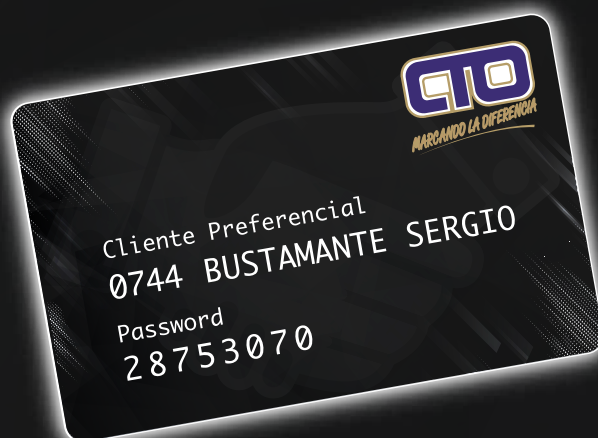 CTO
MARCANDO LA DIFERENCIA
Cliente Preferencial
0744 BUSTAMANTE SERGIO
Password
28753070